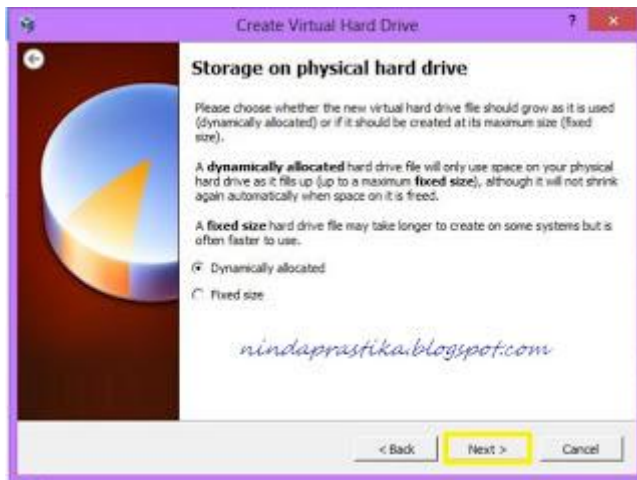 Create Virtual Hard Drive
?
Storage on physical hard drive
Please choose whether the new virtual hard drive file should grow as it is used
(dynamically allocated) or if it should be created at its maximum size (fixed
size).
A dynamically allocated hard drive file will only use space on your physical
hard drive as it fills up (up to a maximum fixed size), although it will not shrink
again automatically when space on it is freed.
A fixed size hard drive file may take longer to create on some systems but is
often faster to use.
Dynamically allocated
Fixed size
nindaprastika.blogspot.com
< Back Next > Cancel